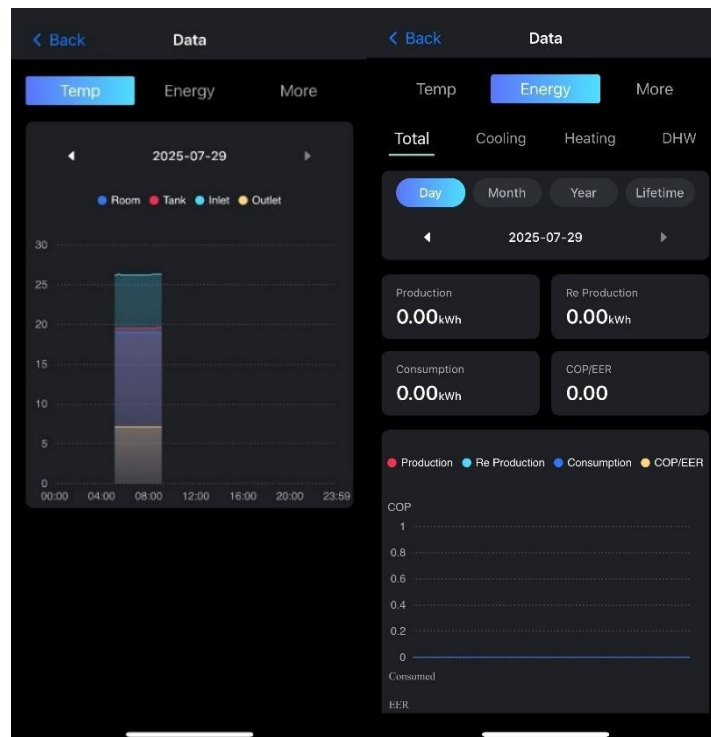 Back Data
Temp Energy More
2025-07-29
Room Tank Inlet Outlet
30
25
20
15
10
5
0
00:00 04:00 08:00 12:00 16:00 20:00 23:59
Back Data
Temp Energy More
Total Cooling Heating DHW
Day Month Year Lifetime
2025-07-29
Production Re Production
0.00kWh 0.00kWh
Consumption COP/EER
0.00kWh 0.00
Production Re Production Consumption COP/EER
COP
1
0.8
0.6
0.4
0.2
0
Consumed
EER